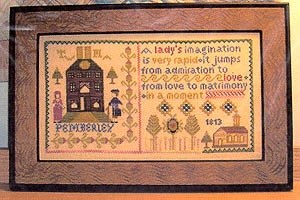 A lady's imagination
is very rapid it jumps
from admiration to
love
from love to matrimony
in a moment
PEMBERLEY
1813